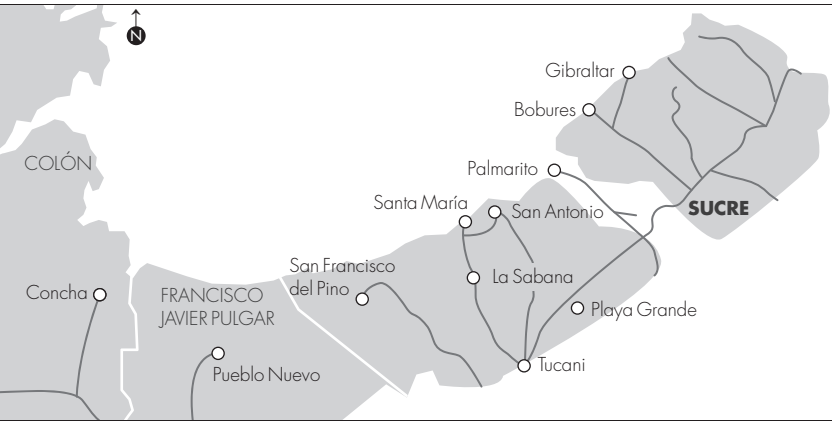 N
Gibraltar
Bobures
COLÓN
Palmarito
Santa María
San Antonio
SUCRE
San Francisco
del Pino
La Sabana
Concha
FRANCISCO
JAVIER PULGAR
Playa Grande
Pueblo Nuevo
Tucani